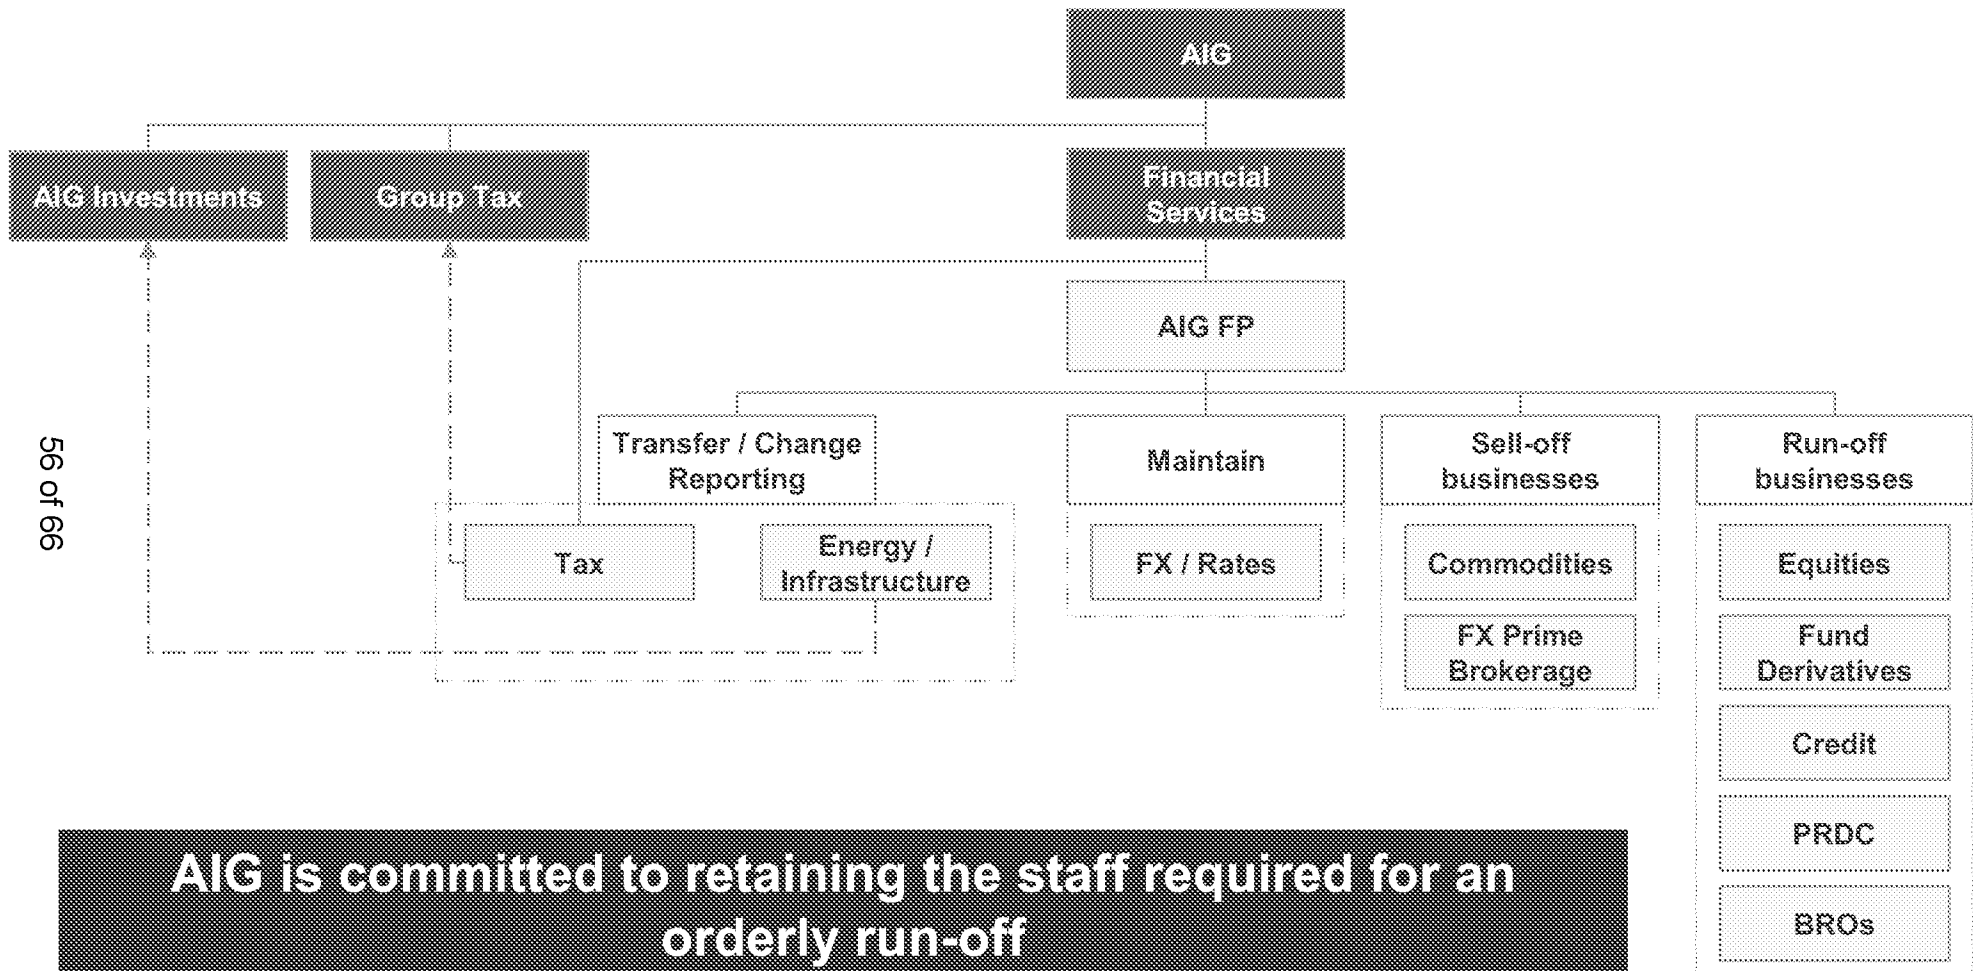 AIG
AIG Investments
Group Tax
Financial
Services
AIG FP
Transfer / Change
Reporting
Maintain
Sell-off
businesses
Run-off
businesses
Tax
Energy /
Infrastructure
FX / Rates
Commodities
Equities
FX Prime
Brokerage
Fund
Derivatives
Credit
PRDC
BROs
AIG is committed to retaining the staff required for an
orderly run-off
56 of 66